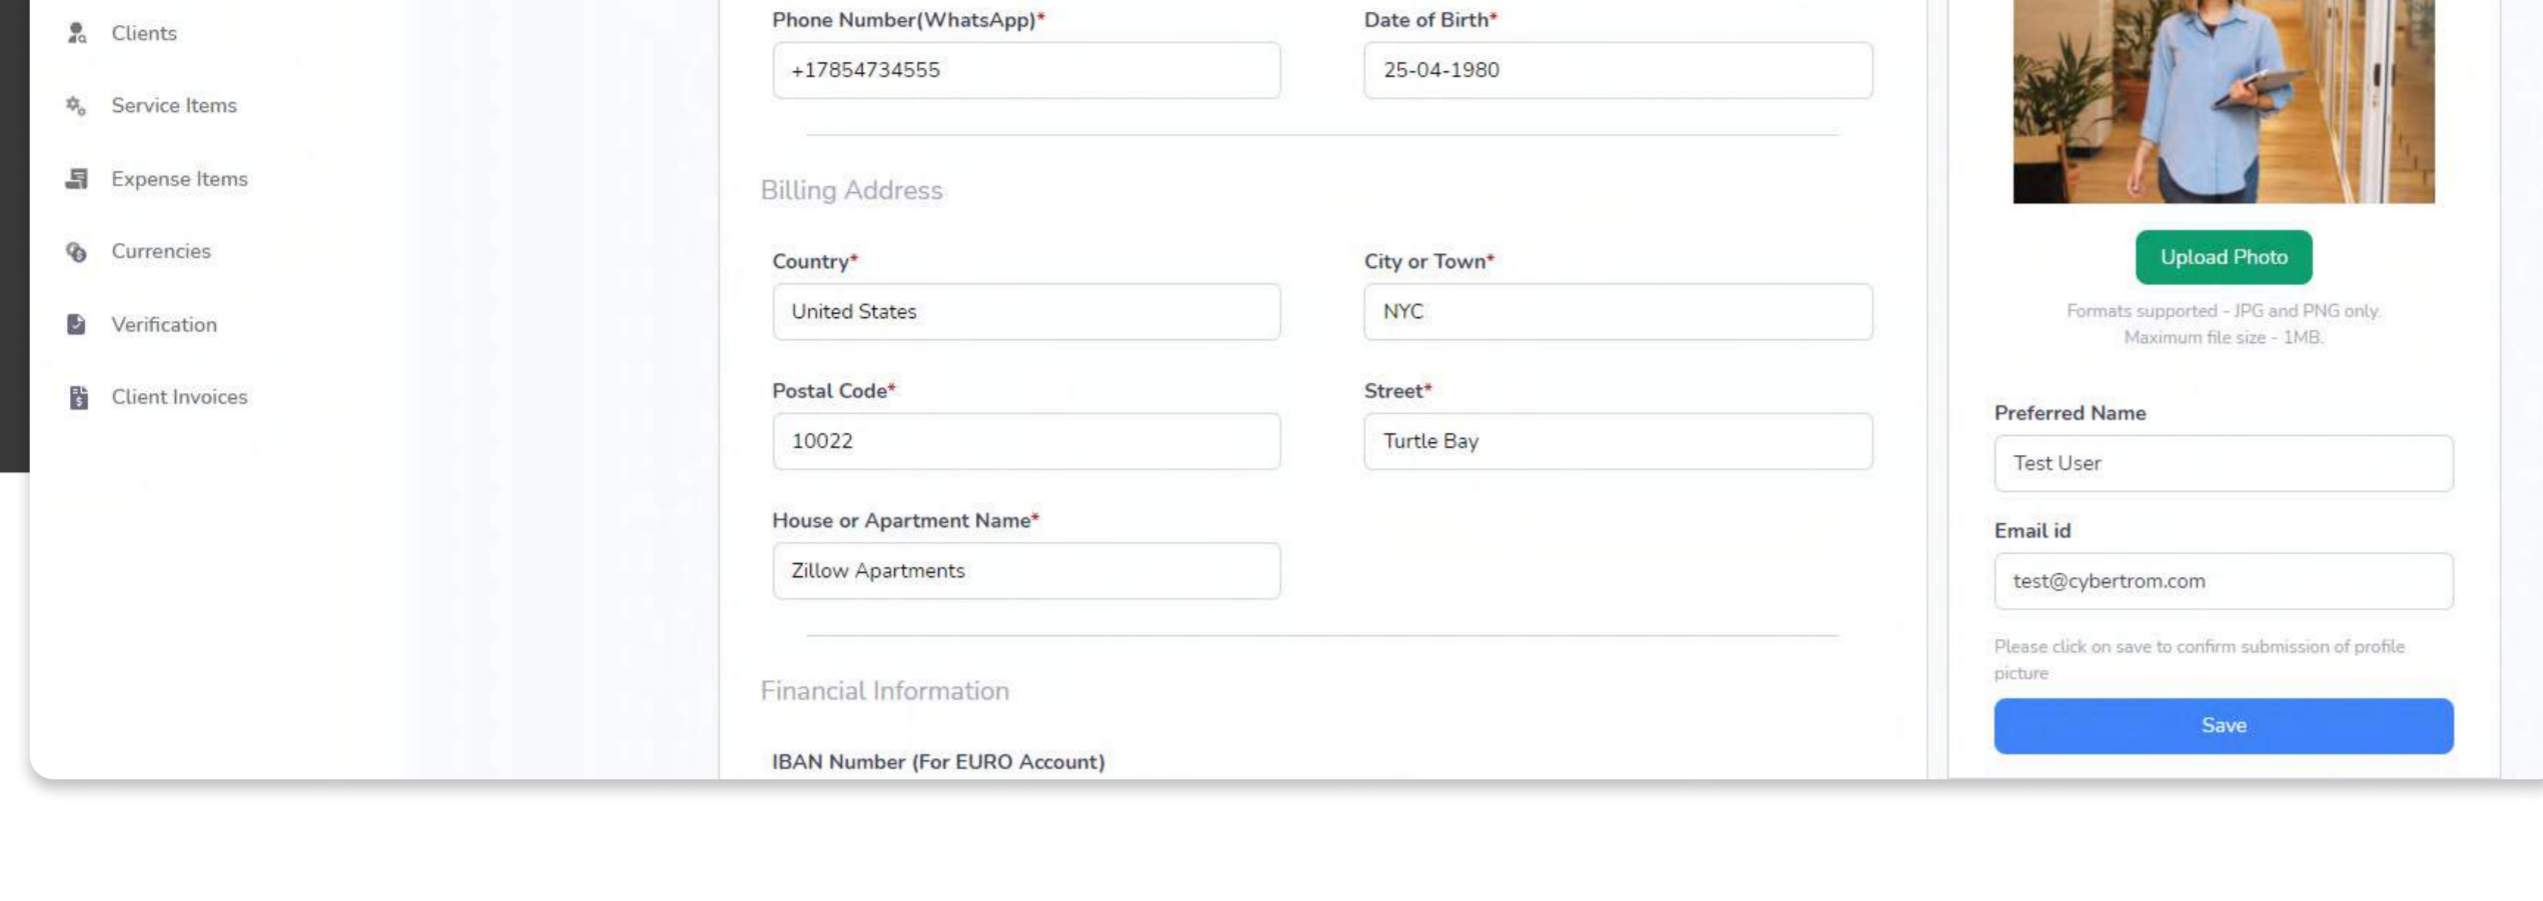 Clients
Service Items
Expense Items
Currencies
Verification
Client Invoices
Phone Number(WhatsApp)*
+17854734555
Date of Birth*
25-04-1980
Billing Address
Country*
United States
City or Town*
NYC
Postal Code*
10022
Street*
Turtle Bay
House or Apartment Name*
Zillow Apartments
Financial Information
IBAN Number (For EURO Account)
Upload Photo
Formats supported - JPG and PNG only.
Maximum file size - 1MB.
Preferred Name
Test User
Email id
test@cybertrom.com
Please click on save to confirm submission of profile
picture
Save